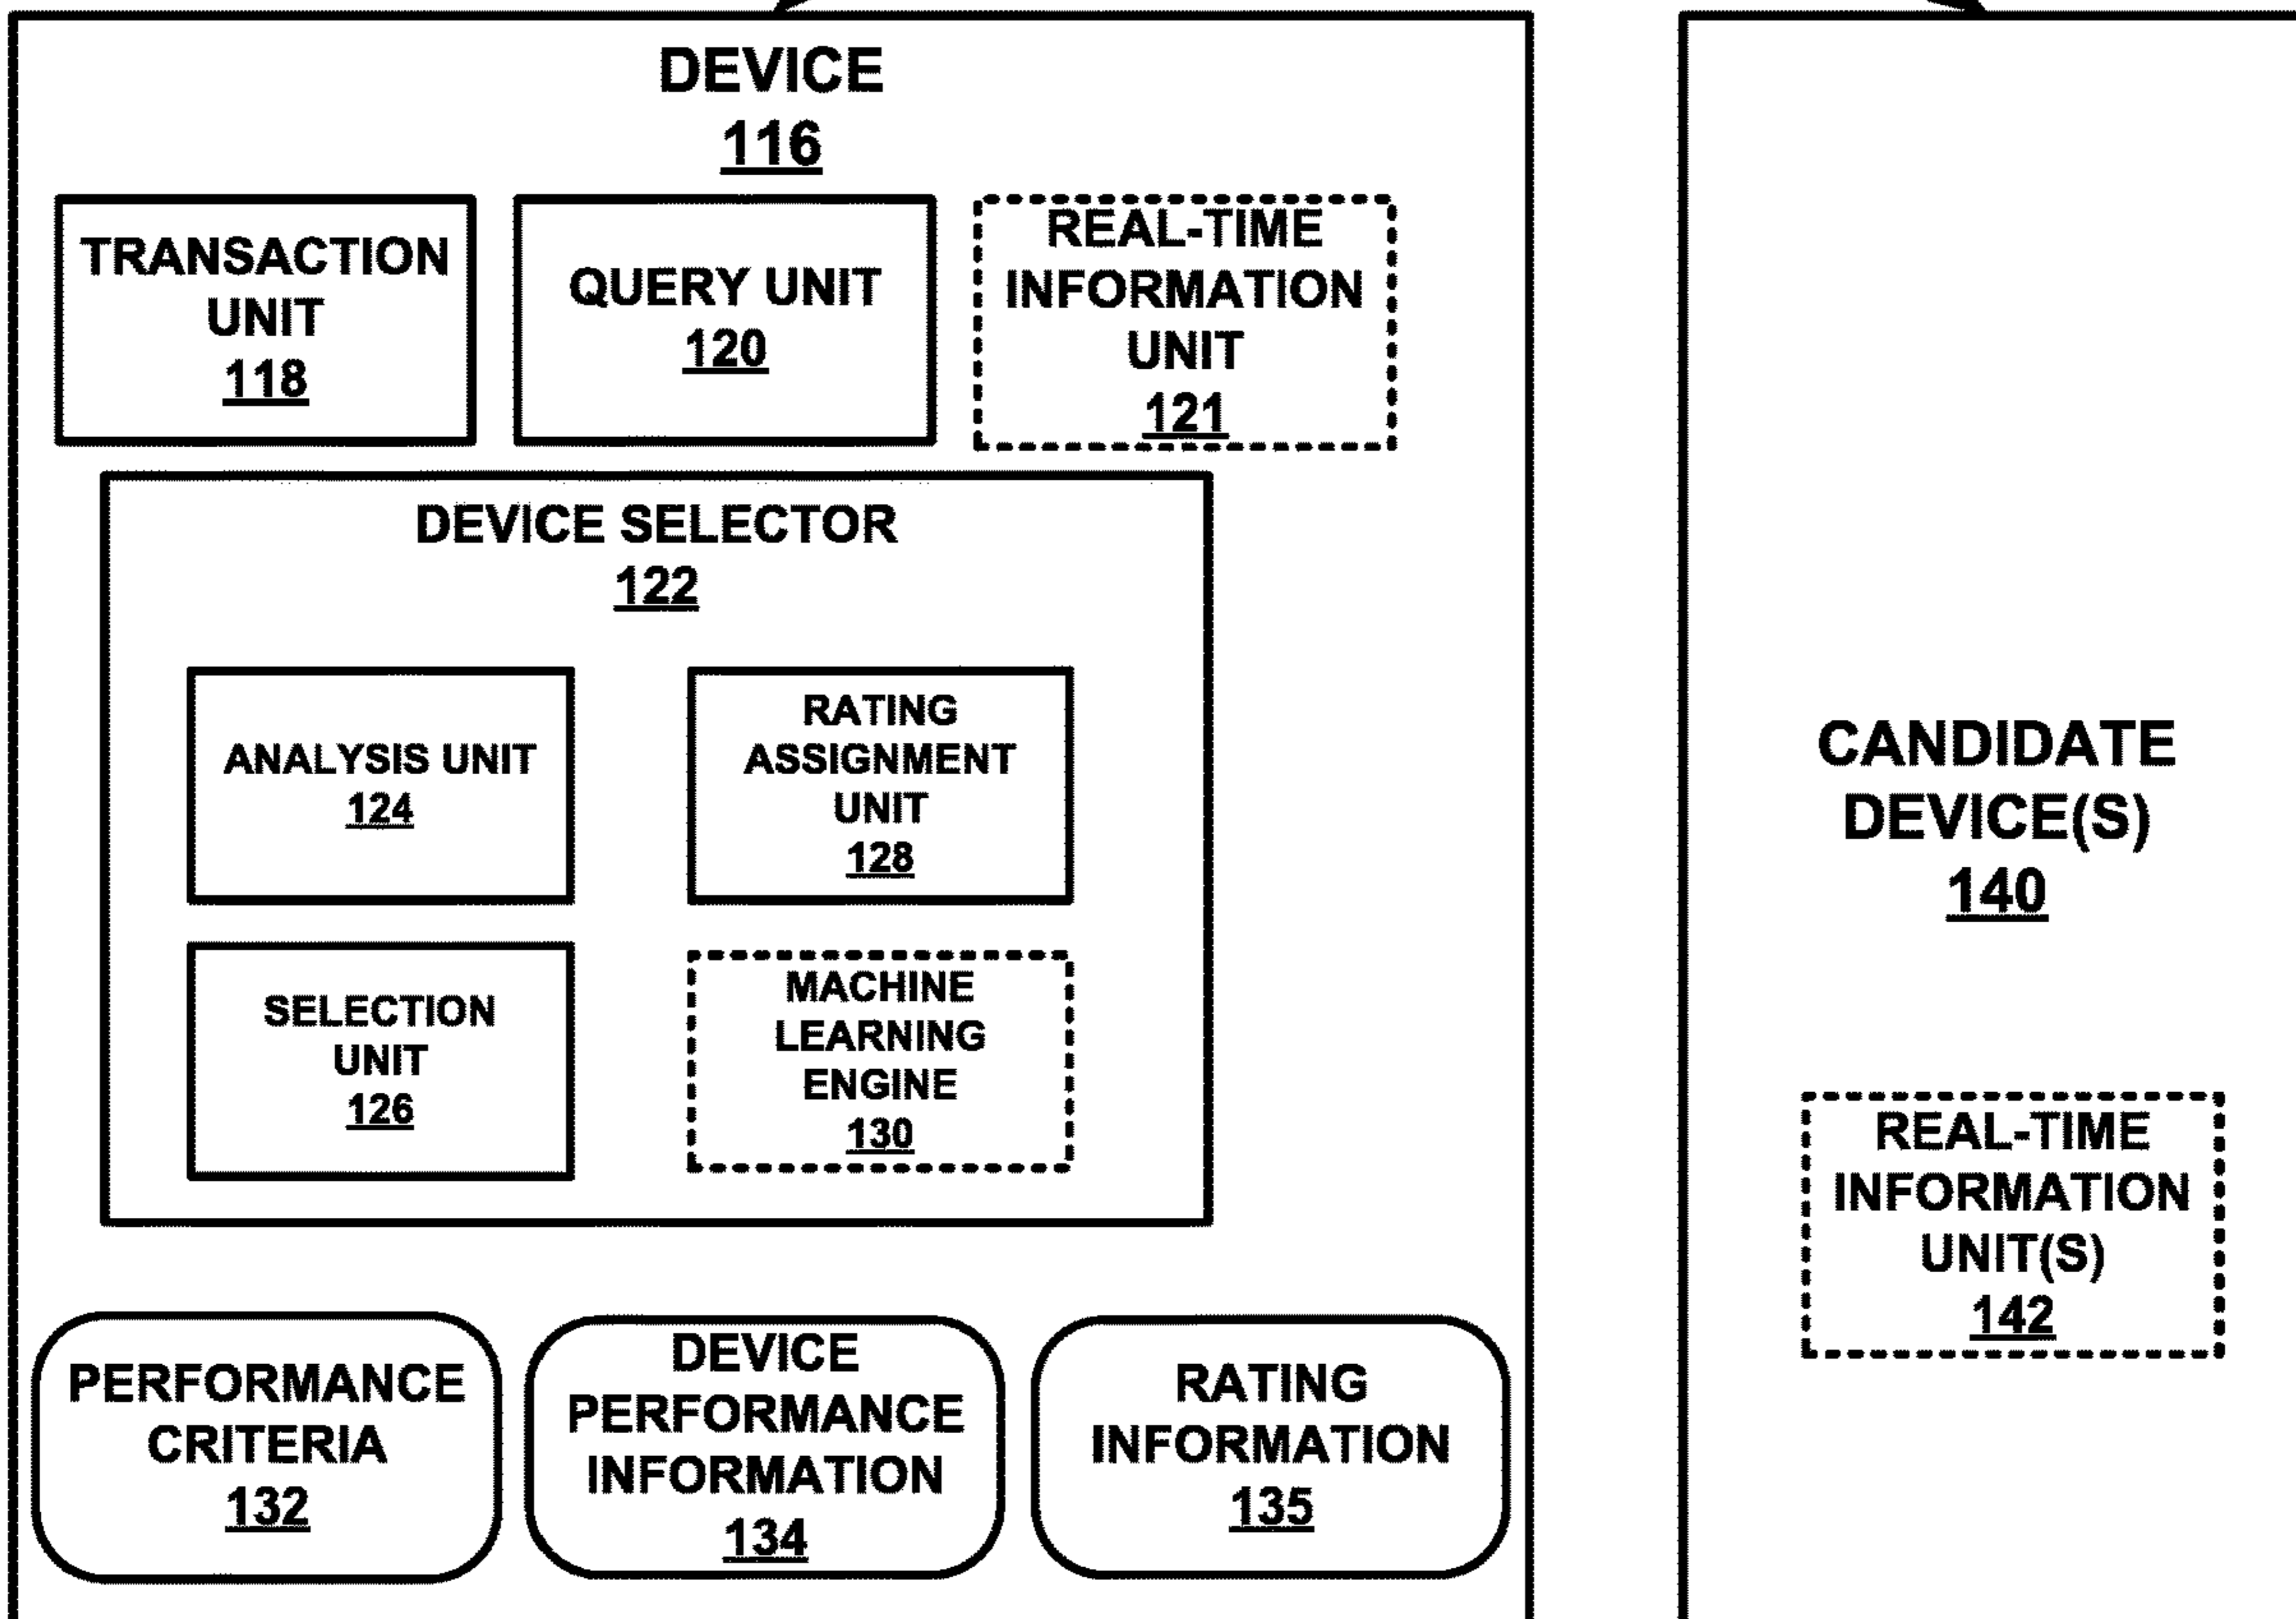 DEVICE
116
TRANSACTION
UNIT
118
QUERY UNIT
120
REAL-TIME
INFORMATION
UNIT
121
DEVICE SELECTOR
122
ANALYSIS UNIT
124
RATING
ASSIGNMENT
UNIT
128
SELECTION
UNIT
126
MACHINE
LEARNING
ENGINE
130
PERFORMANCE
CRITERIA
132
DEVICE
PERFORMANCE
INFORMATION
134
RATING
INFORMATION
135
CANDIDATE
DEVICE(S)
140
REAL-TIME
INFORMATION
UNIT(S)
142